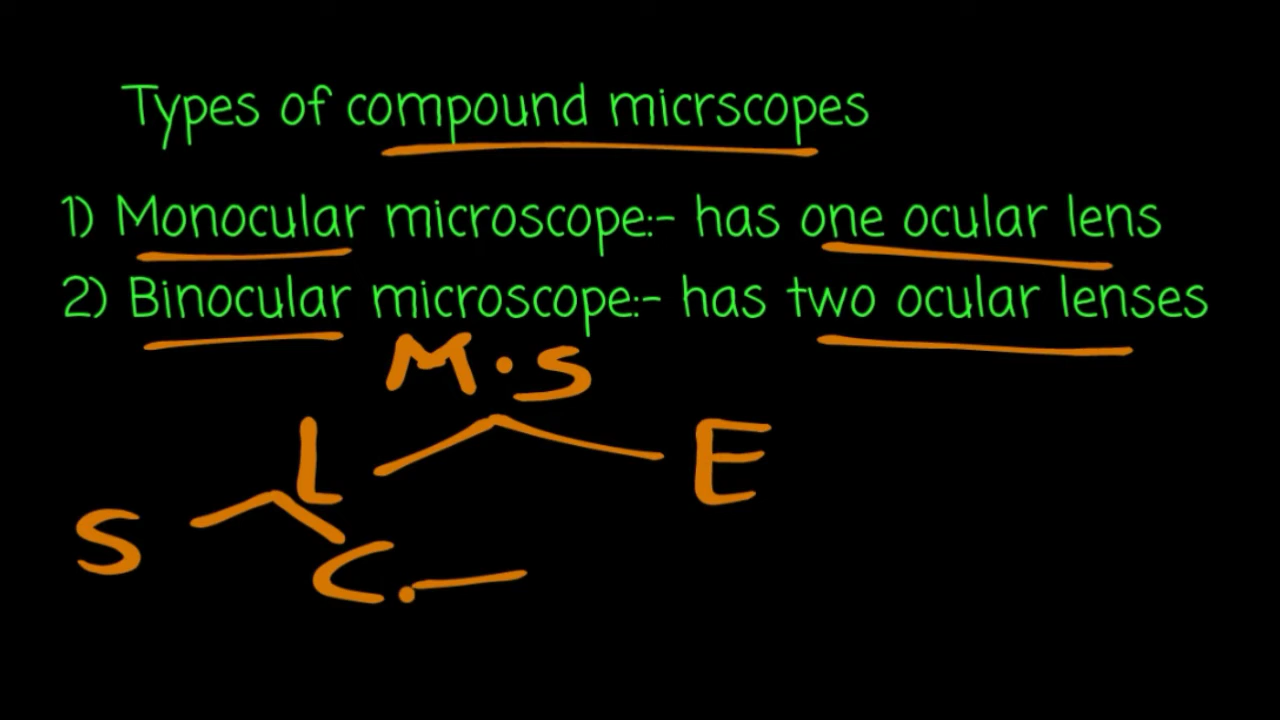 Types of compound micrscopes
1) Monocular microscope:- has one ocular lens
2) Binocular microscope:- has two ocular lenses
M.S
L E
S
C.